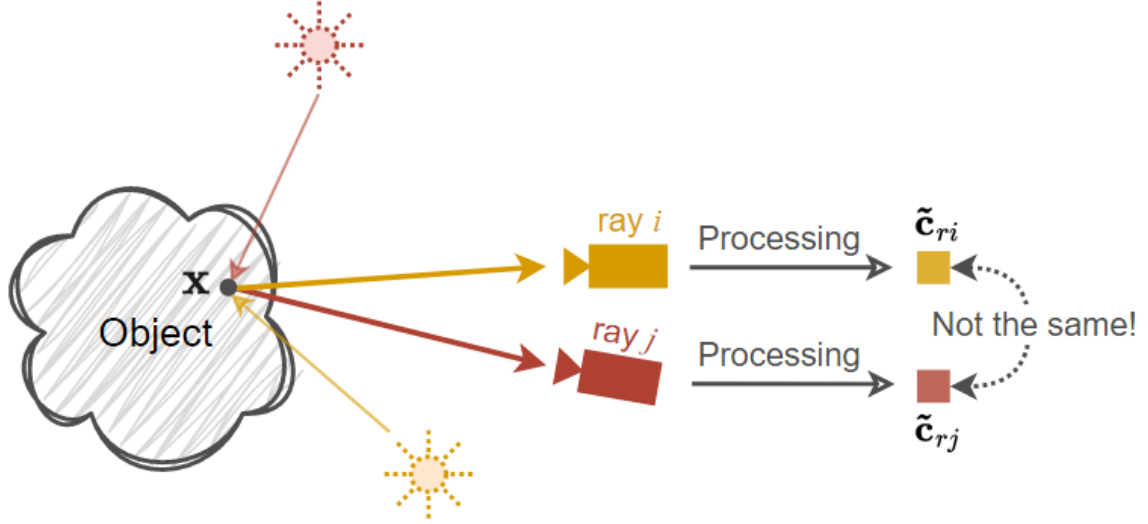 ray i
Processing
c̃ri
x
Object
Not the same!
ray j
Processing
c̃rj